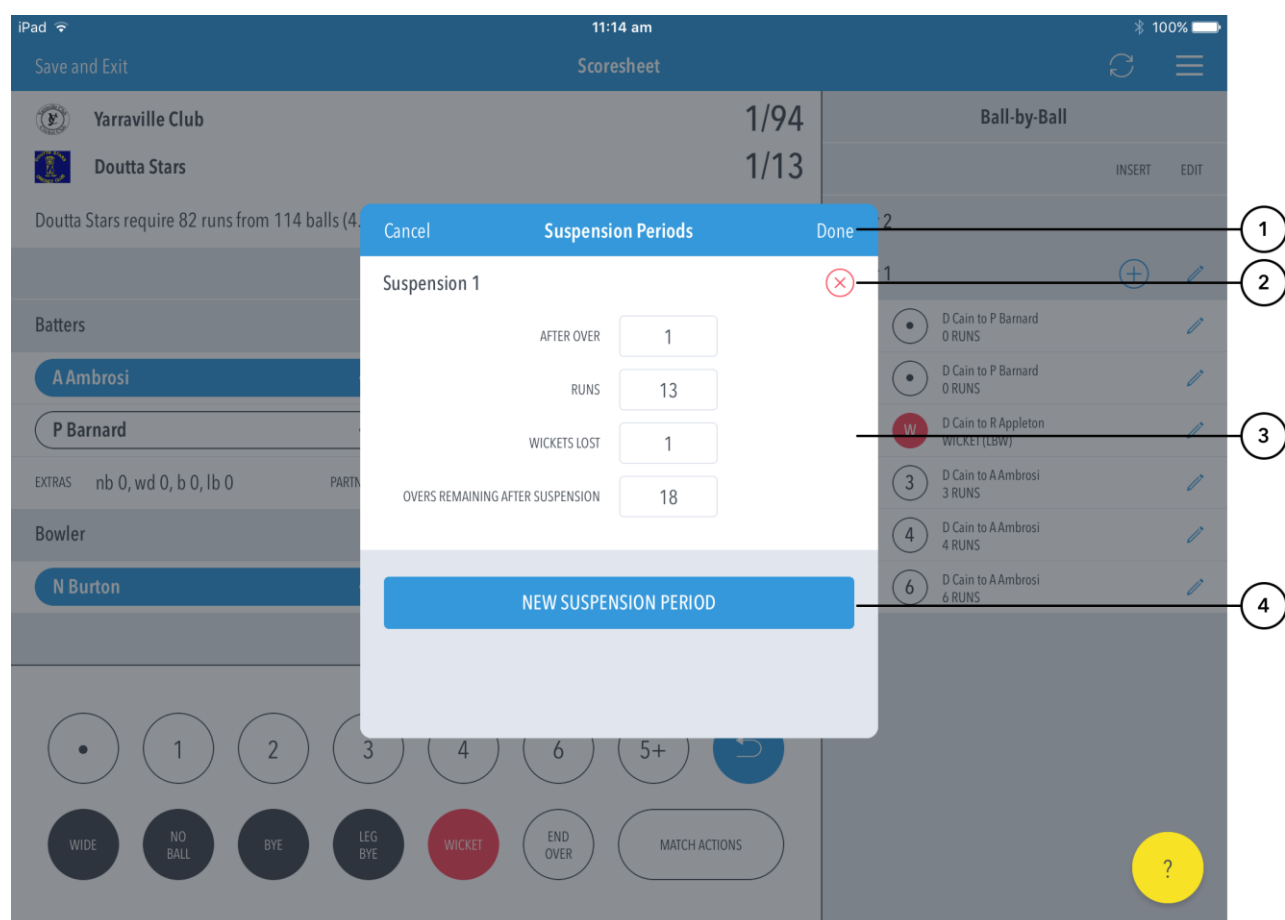 iPad 11:14 am 100%
Save and Exit Scoresheet
Yarraville Club 1/94
Doutta Stars 1/13
Doutta Stars require 82 runs from 114 balls (4.
Batters
A Ambrosi
P Barnard
EXTRAS nb 0, wd 0, b 0, lb 0 PARTN
Bowler
N Burton
Cancel Suspension Periods Done
Suspension 1
AFTER OVER 1
RUNS 13
WICKETS LOST 1
OVERS REMAINING AFTER SUSPENSION 18
NEW SUSPENSION PERIOD
Ball-by-Ball
INSERT EDIT
2
1
D Cain to P Barnard
0 RUNS
D Cain to P Barnard
0 RUNS
W D Cain to R Appleton
WICKET (LBW)
3 D Cain to A Ambrosi
3 RUNS
4 D Cain to A Ambrosi
4 RUNS
6 D Cain to A Ambrosi
6 RUNS
1
2
3
4
1 2 3 4 6 5+
WIDE NO BALL BYE LEG BYE WICKET END OVER MATCH ACTIONS
?